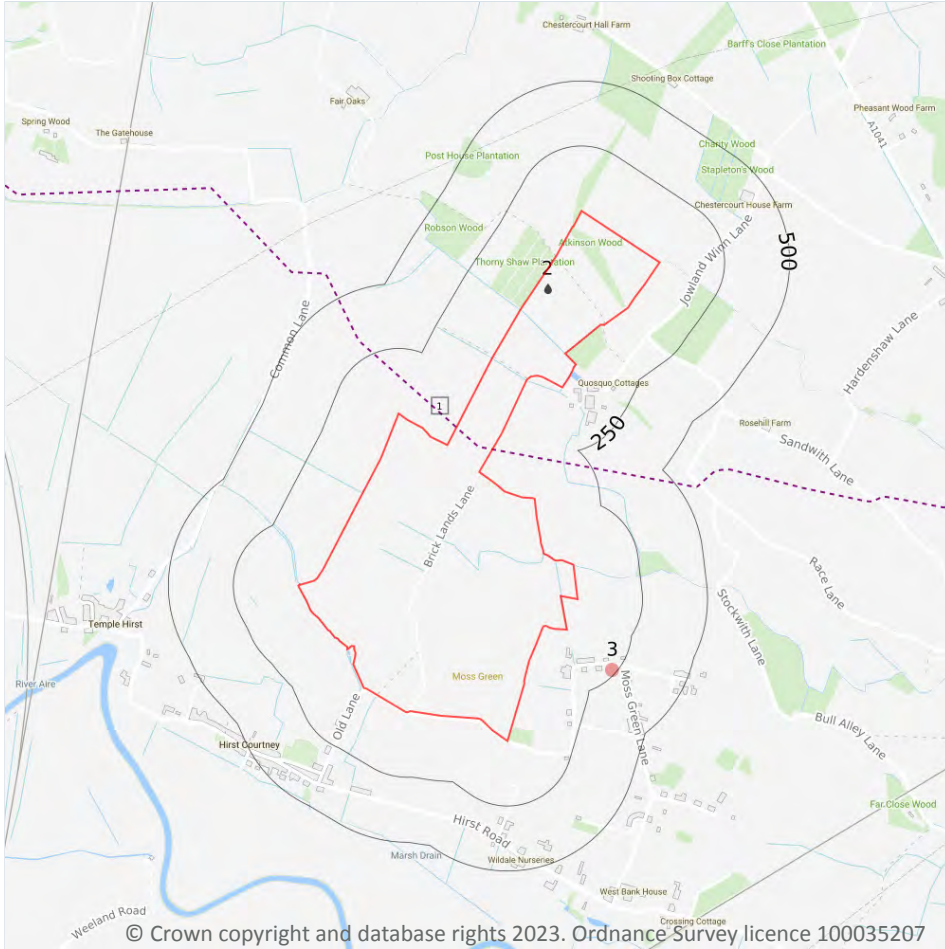 Chestercourt Hall Farm
Barff's Close Plantation
Shooting Box Cottage
Fair Oaks
Pheasant Wood Farm
A1041
Spring Wood
The Gatehouse
Charity Wood
Post House Plantation
Stapleton's Wood
Chestercourt House Farm
Robson Wood
Jowland Winn Lane
500
Atkinson Wood
Thorny Shaw Plantation
2
Common Lane
Hardenshaw Lane
Quosquo Cottages
1
250
Rosehill Farm
Sandwith Lane
Brick Lands Lane
Race Lane
Stockwith Lane
Temple Hirst
3
River Aire
Moss Green
Moss Green Lane
Old Lane
Bull Alley Lane
Hirst Courtney
Far Close Wood
Hirst Road
Marsh Drain
Wildale Nurseries
West Bank House
Weeland Road
Crossing Cottage
© Crown copyright and database rights 2023. Ordnance Survey licence 100035207